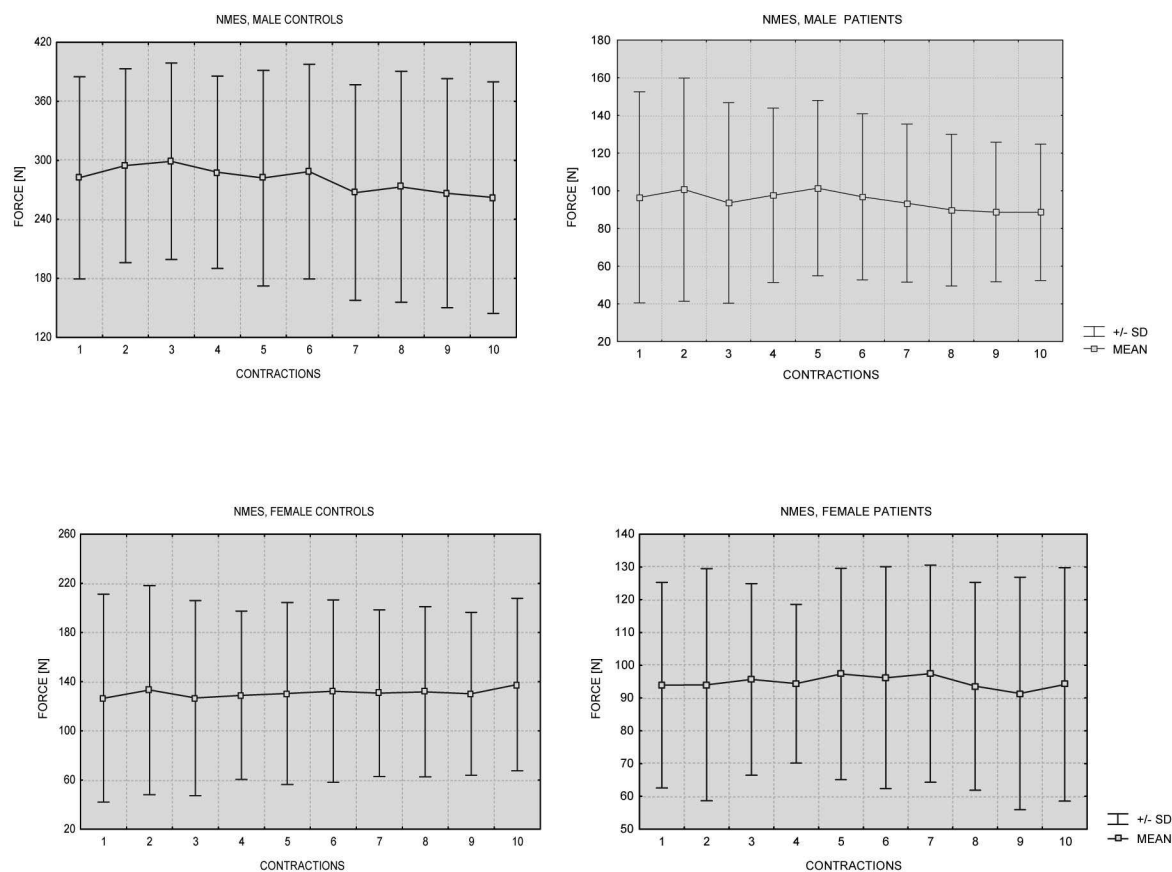 NMES, MALE CONTROLS
420
360
300
240
180
120
FORCE [N]
1 2 3 4 5 6 7 8 9 10
CONTRACTIONS
NMES, MALE PATIENTS
180
160
140
120
100
80
60
40
20
FORCE [N]
1 2 3 4 5 6 7 8 9 10
CONTRACTIONS
+/- SD
MEAN
NMES, FEMALE CONTROLS
260
220
180
140
100
60
20
FORCE [N]
1 2 3 4 5 6 7 8 9 10
CONTRACTIONS
NMES, FEMALE PATIENTS
140
130
120
110
100
90
80
70
60
50
FORCE [N]
1 2 3 4 5 6 7 8 9 10
CONTRACTIONS
+/- SD
MEAN